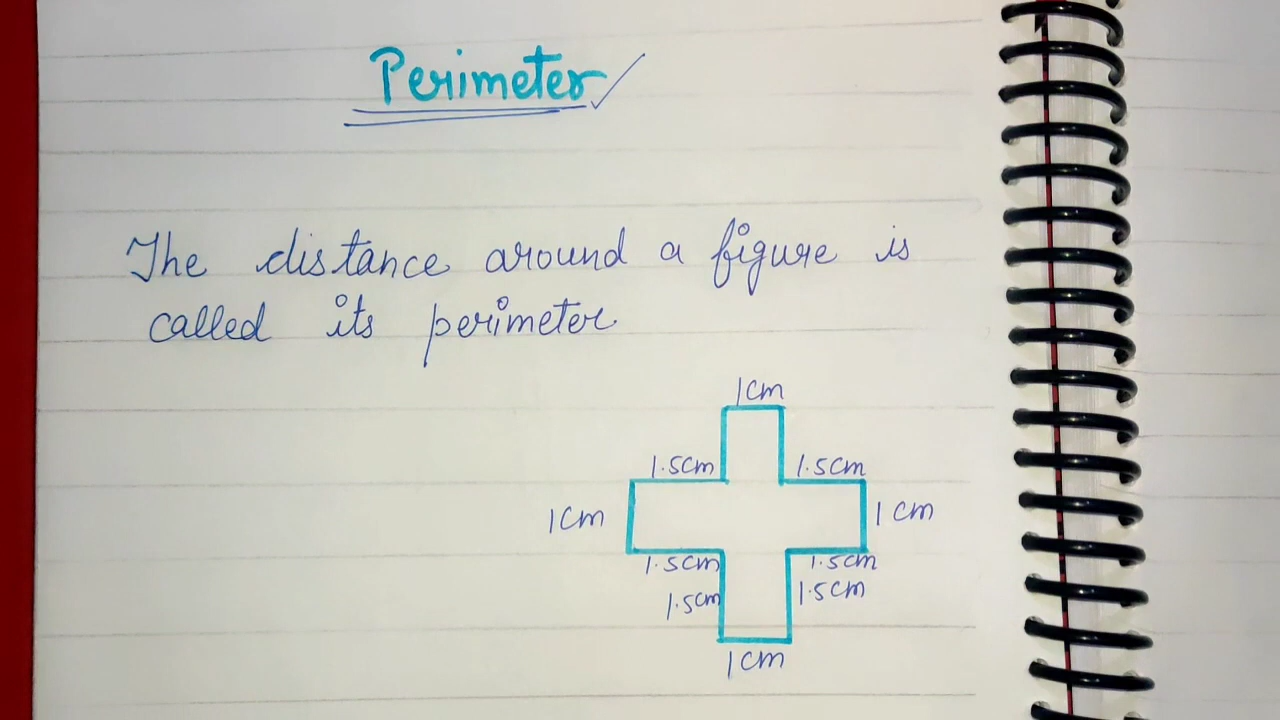 Perimeter
The distance around a figure is
called its perimeter
1cm
1.5cm 1.5cm
1cm 1cm
1.5cm 1.5cm
1.5cm 1.5cm
1cm